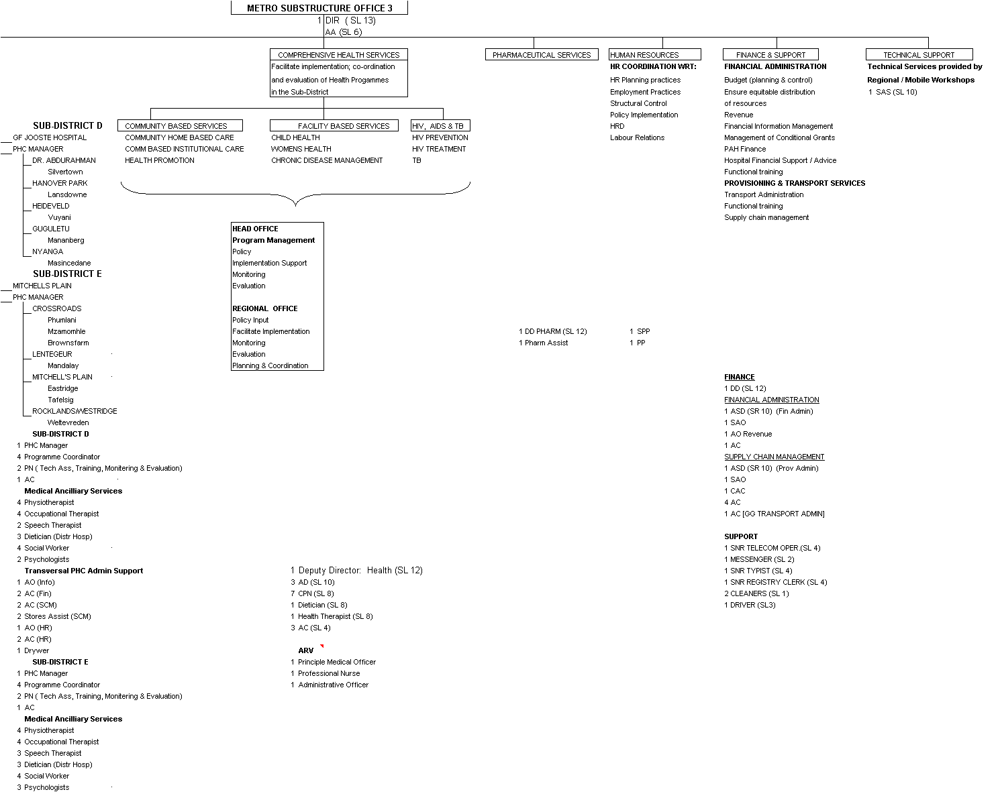 METRO SUBSTRUCTURE OFFICE 3
1 DIR ( SL 13)
AA (SL 6)
COMPREHENSIVE HEALTH SERVICES
Facilitate implementation; co-ordination
and evaluation of Health Progammes
in the Sub-District
PHARMACEUTICAL SERVICES
HUMAN RESOURCES
HR COORDINATION WRT:
HR Planning practices
Employment Practices
Structural Control
Policy Implementation
HRD
Labour Relations
FINANCE & SUPPORT
FINANCIAL ADMINISTRATION
Budget (planning & control)
Ensure equitable distribution
of resources
Revenue
Financial Information Management
Management of Conditional Grants
PAH Finance
Hospital Financial Support / Advice
Functional training
PROVISIONING & TRANSPORT SERVICES
Transport Administration
Functional training
Supply chain management
TECHNICAL SUPPORT
Technical Services provided by
Regional / Mobile Workshops
1 SAS (SL 10)
COMMUNITY BASED SERVICES
COMMUNITY HOME BASED CARE
COMM BASED INSTITUTIONAL CARE
HEALTH PROMOTION
FACILITY BASED SERVICES
CHILD HEALTH
WOMENS HEALTH
CHRONIC DISEASE MANAGEMENT
HIV, AIDS & TB
HIV PREVENTION
HIV TREATMENT
TB
SUB-DISTRICT D
GF JOOSTE HOSPITAL
PHC MANAGER
DR. ABDURAHMAN
Silvertown
HANOVER PARK
Lansdowne
HEIDEVELD
Vuyani
GUGULETU
Mananberg
NYANGA
Masincedane
SUB-DISTRICT E
MITCHELLS PLAIN
PHC MANAGER
CROSSROADS
Phumlani
Mzamomhle
Brownsfarm
LENTEGEUR
Mandalay
MITCHELL'S PLAIN
Eastridge
Tafelsig
ROCKLANDS/WESTRIDGE
Weltevreden
HEAD OFFICE
Program Management
Policy
Implementation Support
Monitoring
Evaluation
REGIONAL OFFICE
Policy Input
Facilitate Implementation
Monitoring
Evaluation
Planning & Coordination
1 DD PHARM (SL 12)
1 Pharm Assist
1 SPP
1 PP
FINANCE
1 DD (SL 12)
FINANCIAL ADMINISTRATION
1 ASD (SR 10) (Fin Admin)
1 SAO
1 AO Revenue
1 AC
SUPPLY CHAIN MANAGEMENT
1 ASD (SR 10) (Prov Admin)
1 SAO
1 CAC
4 AC
1 AC [GG TRANSPORT ADMIN]
SUPPORT
1 SNR TELECOM OPER.(SL 4)
1 MESSENGER (SL 2)
1 SNR TYPIST (SL 4)
1 SNR REGISTRY CLERK (SL 4)
2 CLEANERS (SL 1)
1 DRIVER (SL3)
SUB-DISTRICT D
1 PHC Manager
4 Programme Coordinator
2 PN ( Tech Ass, Training, Monitering & Evaluation)
1 AC
Medical Ancilliary Services
4 Physiotherapist
4 Occupational Therapist
2 Speech Therapist
3 Dietician (Distr Hosp)
4 Social Worker
2 Psychologists
Transversal PHC Admin Support
1 AO (Info)
2 AC (Fin)
2 AC (SCM)
2 Stores Assist (SCM)
1 AO (HR)
2 AC (HR)
1 Drywer
SUB-DISTRICT E
1 PHC Manager
4 Programme Coordinator
2 PN ( Tech Ass, Training, Monitering & Evaluation)
1 AC
Medical Ancilliary Services
4 Physiotherapist
4 Occupational Therapist
3 Speech Therapist
3 Dietician (Distr Hosp)
4 Social Worker
3 Psychologists
1 Deputy Director: Health (SL 12)
3 AD (SL 10)
7 CPN (SL 8)
1 Dietician (SL 8)
1 Health Therapist (SL 8)
3 AC (SL 4)
ARV
1 Principle Medical Officer
1 Professional Nurse
1 Administrative Officer